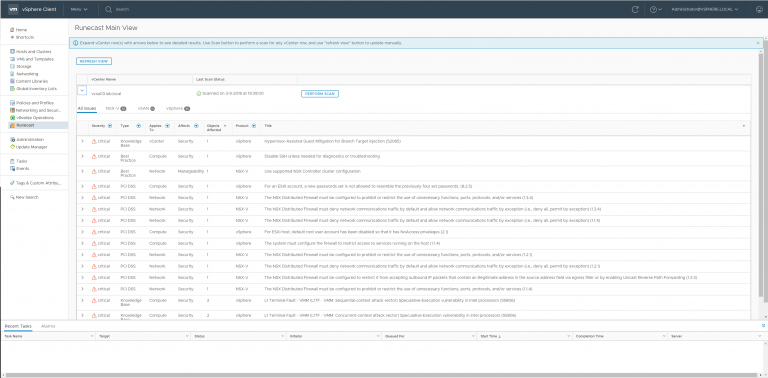 vm vSphere Client Menu Administrator@VSPHERE.LOCAL
Home
Shortcuts
Hosts and Clusters
VMs and Templates
Storage
Networking
Content Libraries
Global Inventory Lists
Policies and Profiles
Networking and Securi...
vRealize Operations
Runecast
Administration
Update Manager
Tasks
Events
Tags & Custom Attribu...
New Search
Runecast Main View
Expand vCenter row(s) with arrows below to see detailed results. Use Scan button to perform a scan for any vCenter row, and use "refresh view" button to update manually.
REFRESH VIEW
vCenter Name Last Scan Status
PERFORM SCAN
All Issues NSX-V vSAN vSphere
Severity Type Applies To Affects Objects Affected Product Title
Critical Knowledge Base vCenter Security 1 vSphere Hypervisor-Assisted Guest Mitigation for Branch Target Injection (52085)
Critical Best Practice Compute Security 1 vSphere Disable SSH unless needed for diagnostics or troubleshooting
Critical Best Practice Network Manageability 1 NSX-V Use supported NSX Controller cluster configuration
Critical PCI DSS Compute Security 1 vSphere For an ESXi account, a new passwords set is not allowed to resemble the previously four set passwords. (8.2.5)
Critical PCI DSS Network Security 1 NSX-V The NSX Distributed Firewall must be configured to prohibit or restrict the use of unnecessary functions, ports, protocols, and/or services (1.3.4)
Critical PCI DSS Network Security 1 NSX-V The NSX Distributed Firewall must deny network communications traffic by default and allow network communications traffic by exception (i.e., deny all, permit by exception) (1.3.4)
Critical PCI DSS Network Security 1 NSX-V The NSX Distributed Firewall must deny network communications traffic by default and allow network communications traffic by exception (i.e., deny all, permit by exception) (1.1.4)
Critical PCI DSS Compute Security 1 vSphere For ESXi host, default root user account has been disabled so that it has NoAccess privileges (2.1)
Critical PCI DSS Compute Security 1 vSphere The system must configure the firewall to restrict access to services running on the host (1.1.4)
Critical PCI DSS Network Security 1 NSX-V The NSX Distributed Firewall must be configured to prohibit or restrict the use of unnecessary functions, ports, protocols, and/or services (1.2.1)
Critical PCI DSS Network Security 1 NSX-V The NSX Distributed Firewall must deny network communications traffic by default and allow network communications traffic by exception (i.e., deny all, permit by exception) (1.2.1)
Critical PCI DSS Network Security 1 NSX-V The NSX Distributed Firewall must be configured to restrict it from accepting outbound IP packets that contain an illegitimate address in the source address field via egress filter or by enabling Unicast Reverse Path Forwarding (1.3.3)
Critical PCI DSS Network Security 1 NSX-V The NSX Distributed Firewall must be configured to prohibit or restrict the use of unnecessary functions, ports, protocols, and/or services (1.1.4)
Critical Knowledge Base Compute Security 3 vSphere L1 Terminal Fault - VMM (L1TF - VMM) Sequential-context attack vector) Speculative-Execution vulnerability in Intel processors (55806)
Critical Knowledge Base Compute Security 3 vSphere L1 Terminal Fault - VMM (L1TF - VMM) Concurrent-context attack vector) Speculative-Execution vulnerability in Intel processors (55806)
Recent Tasks Alarms
Task Name Target Status Initiator Queued For Start Time Completion Time Server